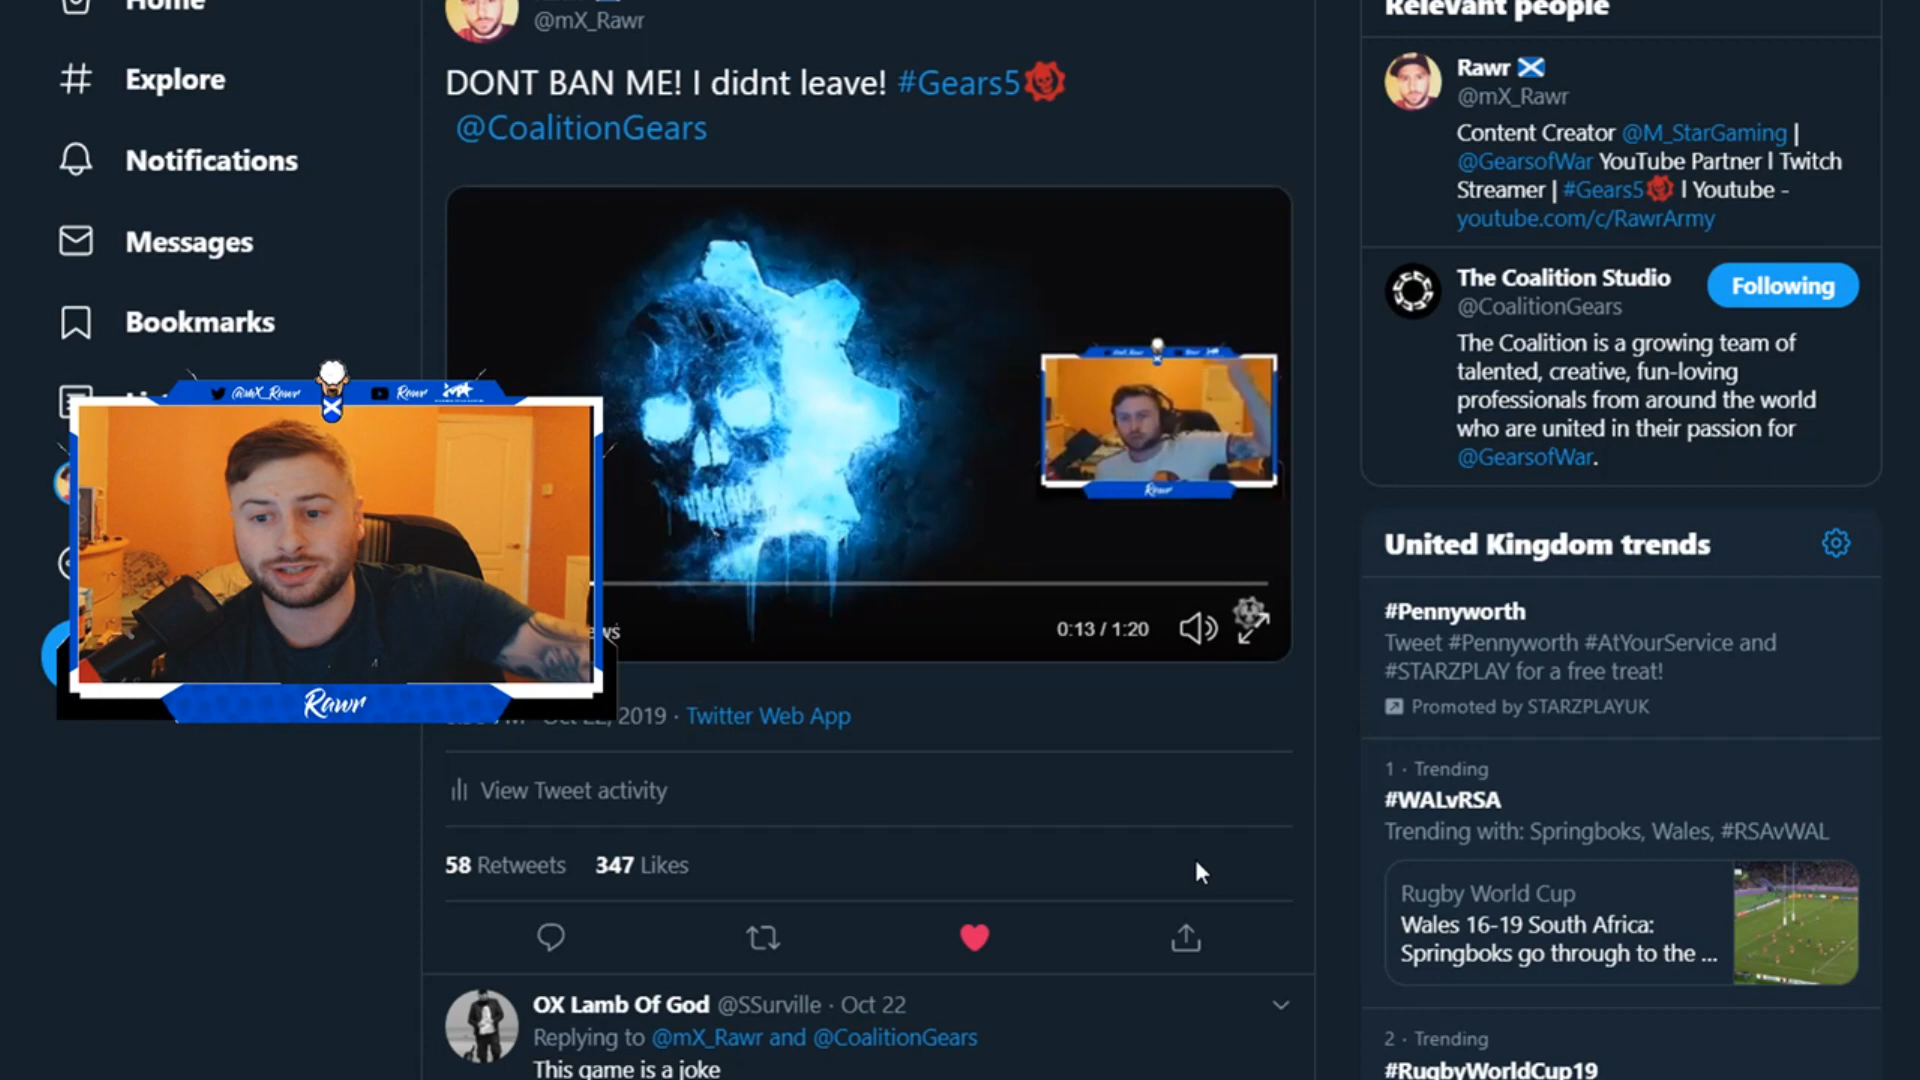 Home
Explore
Notifications
Messages
Bookmarks
@mX_Rawr
Rawr
Rawr
@mX_Rawr
DONT BAN ME! I didnt leave! #Gears5
@CoalitionGears
Rawr
0:13 / 1:20
2019 · Twitter Web App
View Tweet activity
58 Retweets 347 Likes
OX Lamb Of God @SSurville · Oct 22
Replying to @mX_Rawr and @CoalitionGears
This game is a joke
Relevant people
Rawr
@mX_Rawr
Content Creator @M_StarGaming |
@GearsofWar YouTube Partner l Twitch
Streamer | #Gears5 l Youtube -
youtube.com/c/RawrArmy
The Coalition Studio
Following
@CoalitionGears
The Coalition is a growing team of
talented, creative, fun-loving
professionals from around the world
who are united in their passion for
@GearsofWar.
United Kingdom trends
#Pennyworth
Tweet #Pennyworth #AtYourService and
#STARZPLAY for a free treat!
Promoted by STARZPLAYUK
1 · Trending
#WALvRSA
Trending with: Springboks, Wales, #RSAvWAL
Rugby World Cup
Wales 16-19 South Africa:
Springboks go through to the ...
2 · Trending
#RugbyWorldCup19